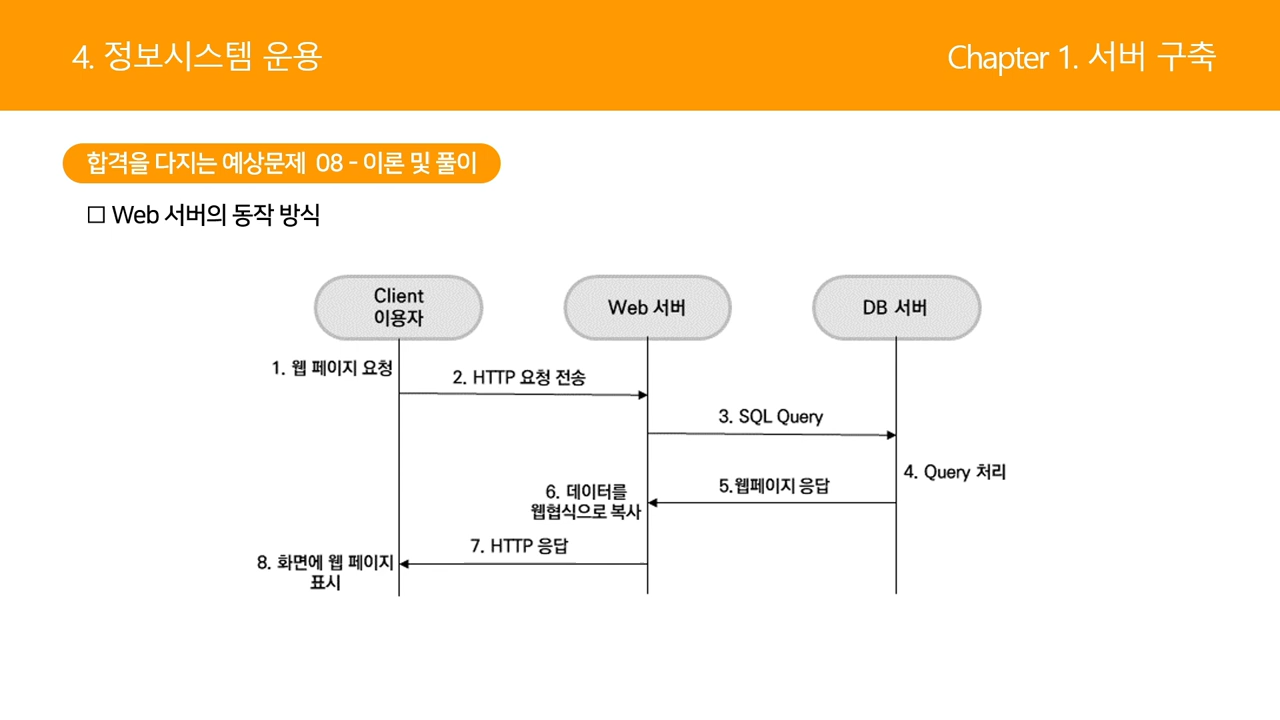 4. 정보시스템 운용
Chapter 1. 서버 구축
합격을 다지는 예상문제 08 - 이론 및 풀이
□ Web 서버의 동작 방식
Client
이용자
Web 서버
DB 서버
1. 웹 페이지 요청
2. HTTP 요청 전송
3. SQL Query
4. Query 처리
5.웹페이지 응답
6. 데이터를
웹협식으로 복사
7. HTTP 응답
8. 화면에 웹 페이지
표시